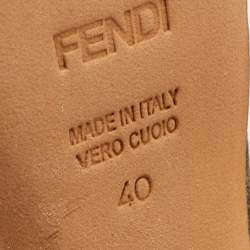 FENDI
MADE IN ITALY
VERO CUOIO
40